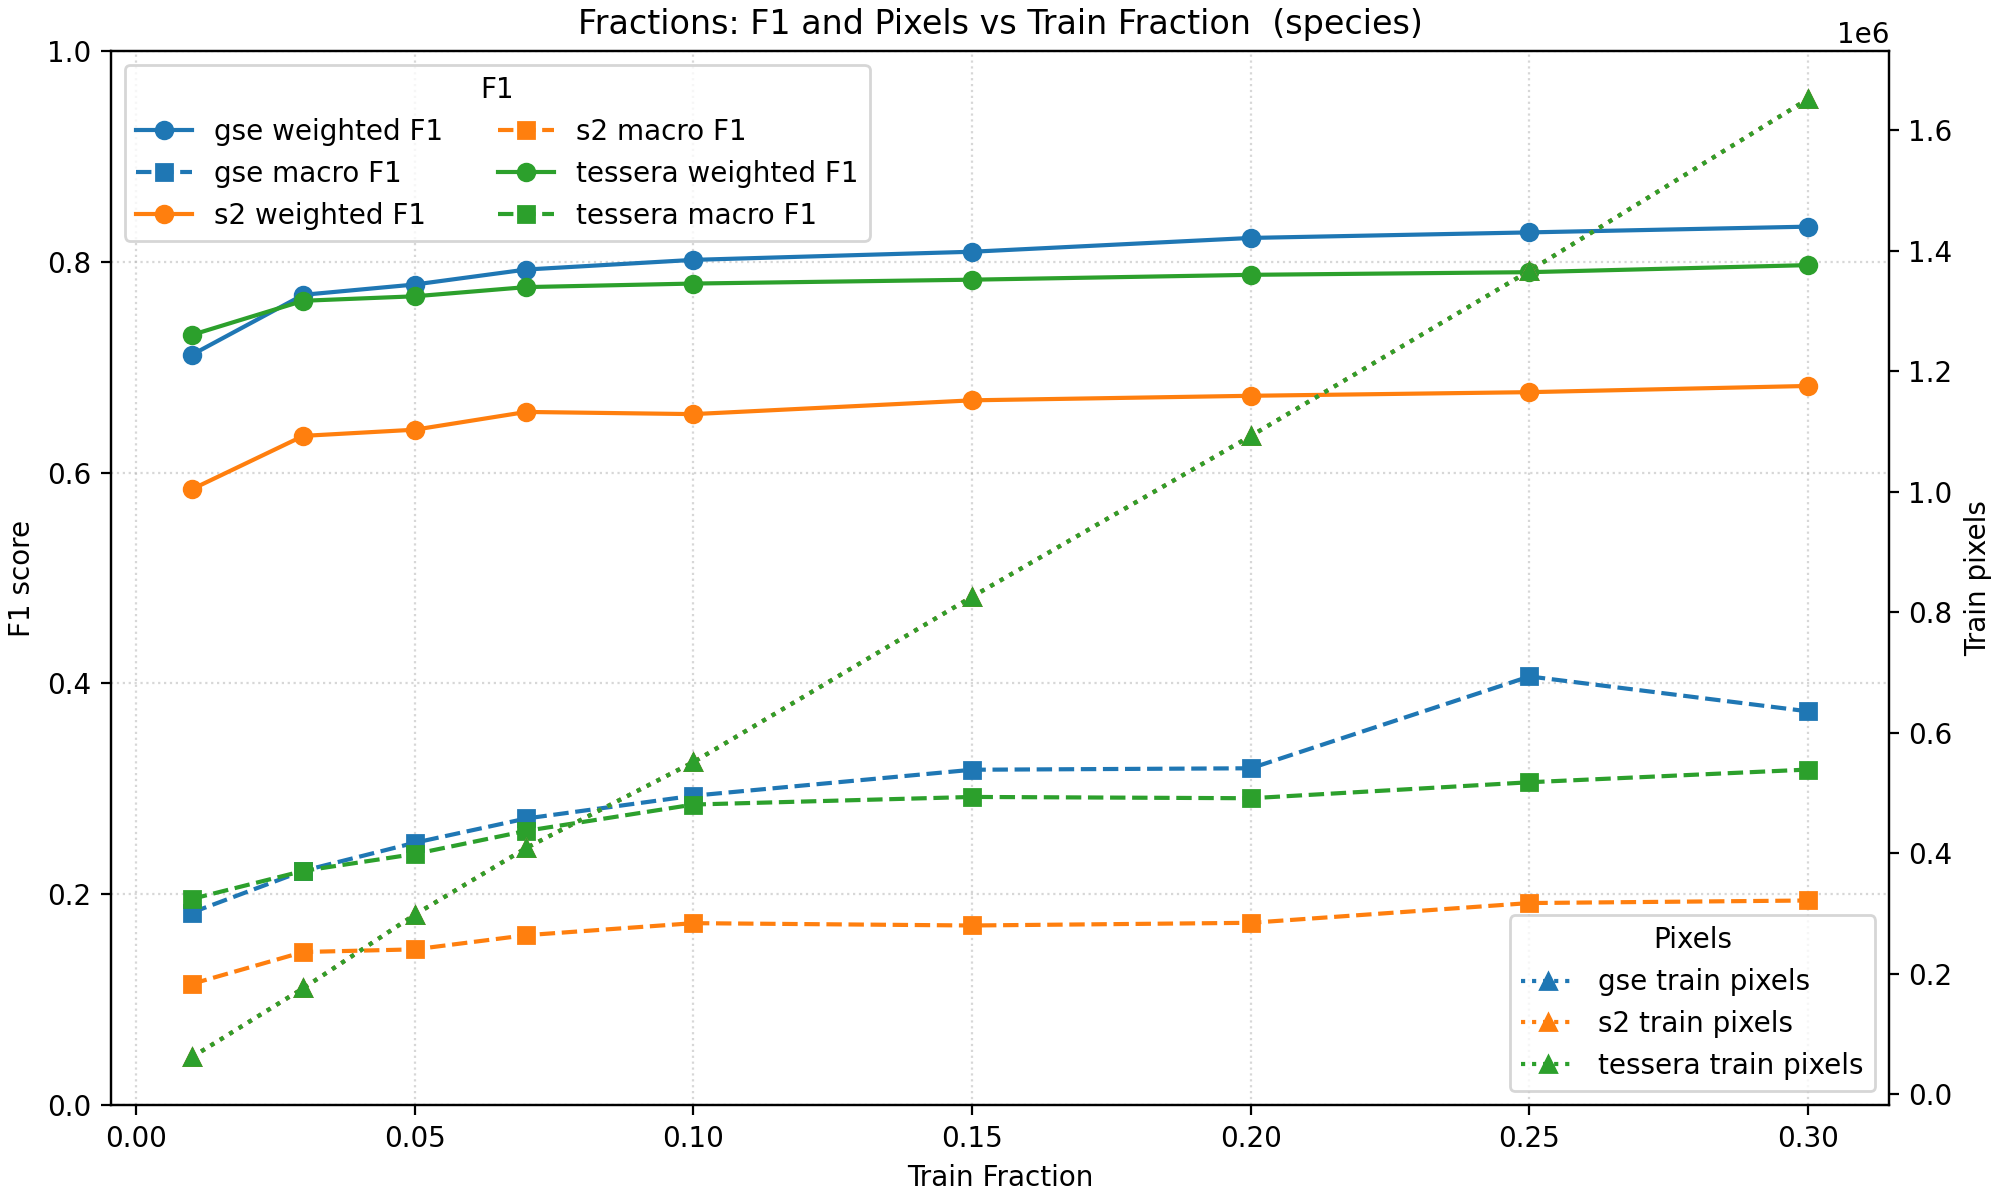 Fractions: F1 and Pixels vs Train Fraction (species)
1e6
F1
gse weighted F1
gse macro F1
s2 weighted F1
s2 macro F1
tessera weighted F1
tessera macro F1
1.0
0.8
0.6
0.4
0.2
0.0
F1 score
1.6
1.4
1.2
1.0
0.8
0.6
0.4
0.2
0.0
Train pixels
Pixels
gse train pixels
s2 train pixels
tessera train pixels
0.00 0.05 0.10 0.15 0.20 0.25 0.30
Train Fraction